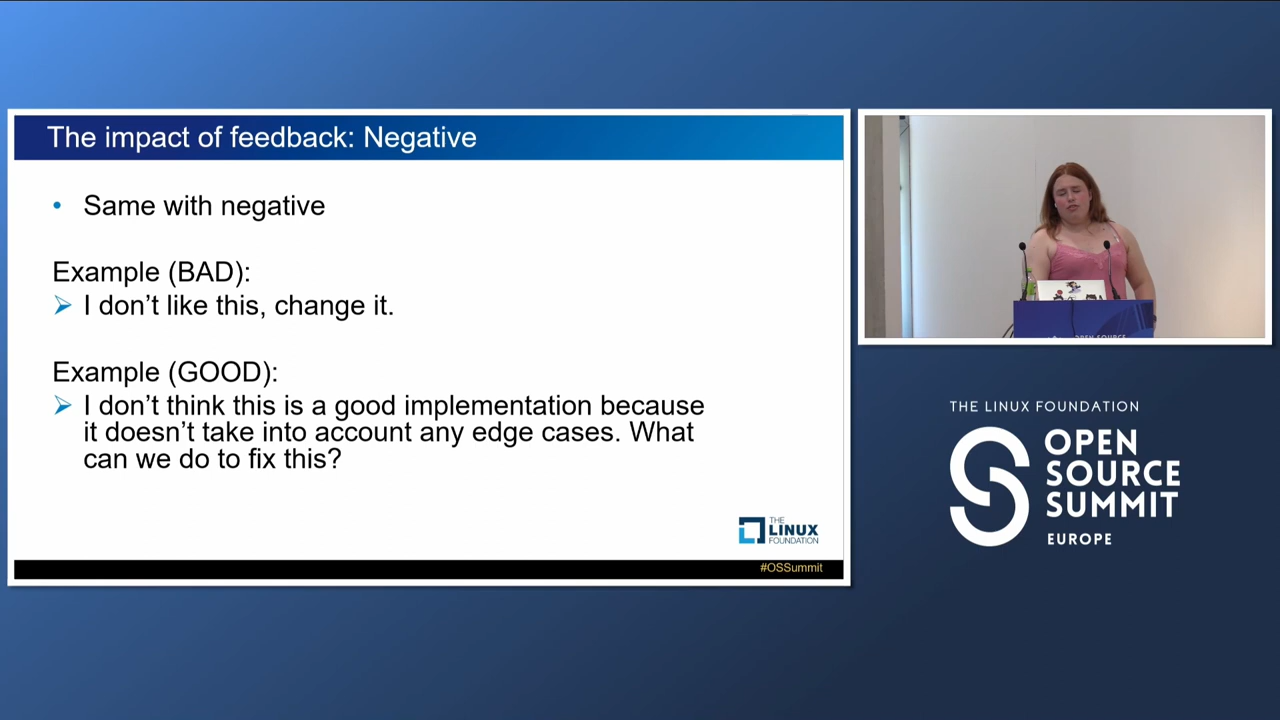 The impact of feedback: Negative
• Same with negative
Example (BAD):
➢ I don’t like this, change it.
Example (GOOD):
➢ I don’t think this is a good implementation because
it doesn’t take into account any edge cases. What
can we do to fix this?
THE
LINUX
FOUNDATION
#OSSummit
OPEN SOURCE
THE LINUX FOUNDATION
OPEN
SOURCE
SUMMIT
EUROPE